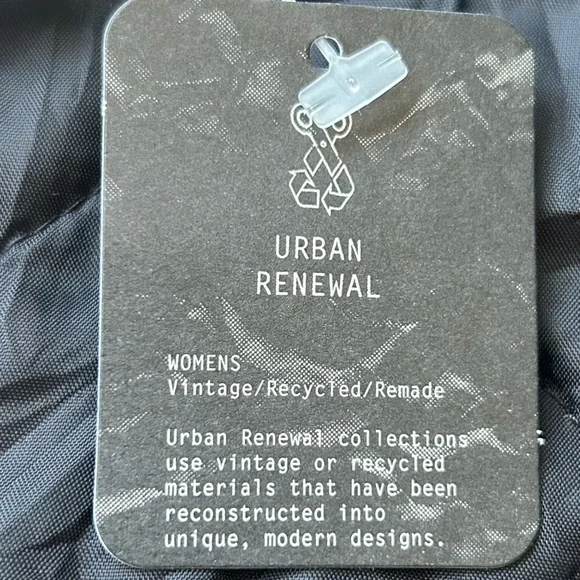 URBAN
RENEWAL
WOMENS
Vintage/Recycled/Remade
Urban Renewal collections
use vintage or recycled
materials that have been
reconstructed into
unique, modern designs.